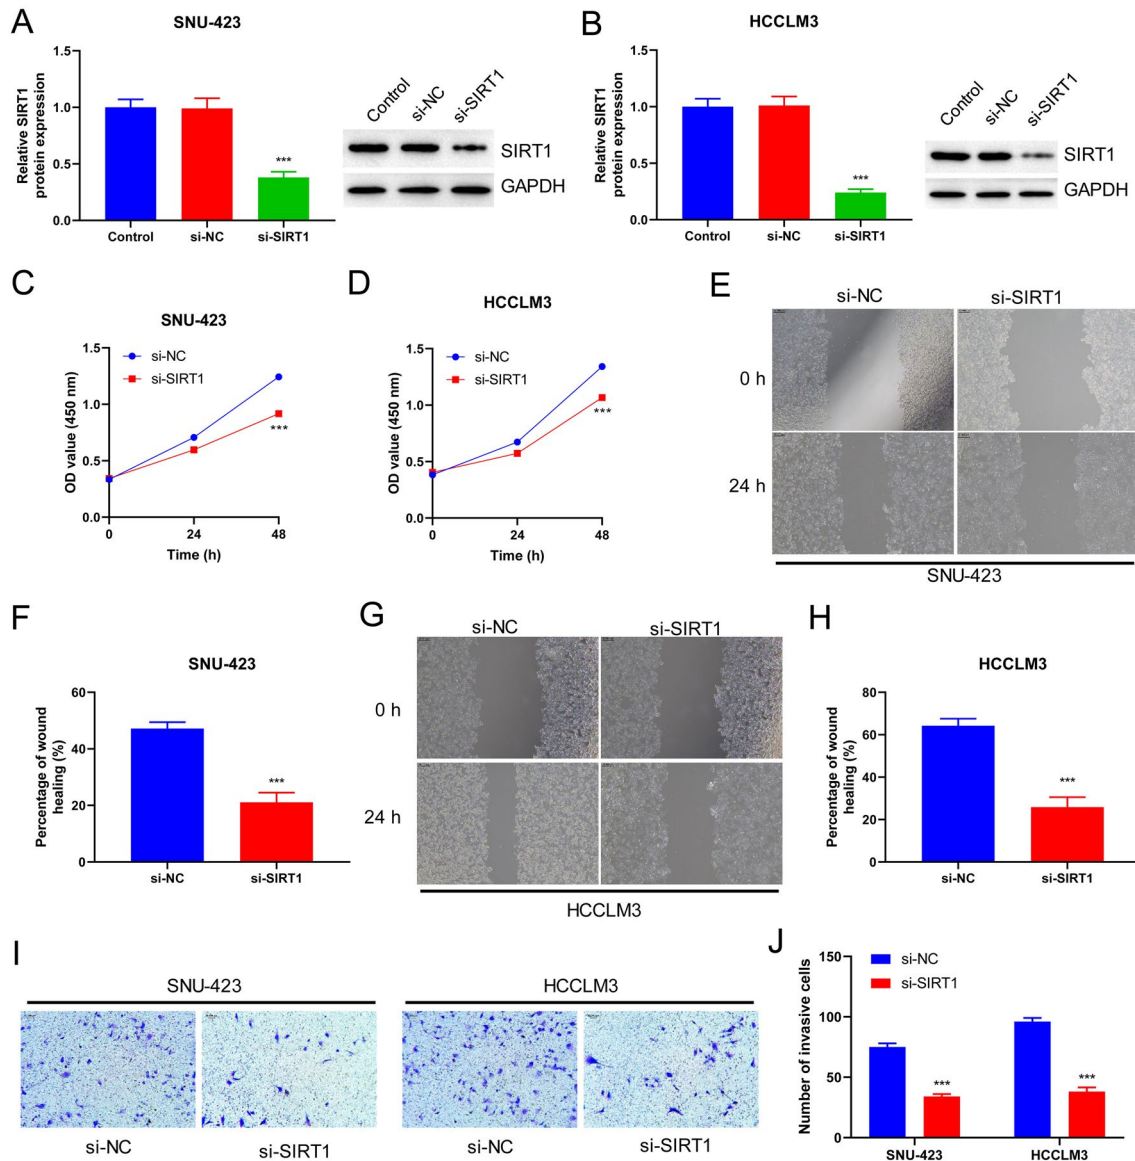 A
SNU-423
Relative SIRT1
protein expression
1.5
1.0
0.5
0.0
***
Control
si-NC
si-SIRT1
Control
si-NC
si-SIRT1
SIRT1
GAPDH
B
HCCLM3
Relative SIRT1
protein expression
1.5
1.0
0.5
0.0
***
Control
si-NC
si-SIRT1
Control
si-NC
si-SIRT1
SIRT1
GAPDH
C
SNU-423
OD value (450 nm)
1.5
1.0
0.5
0.0
si-NC
si-SIRT1
***
0
24
48
Time (h)
D
HCCLM3
OD value (450 nm)
1.5
1.0
0.5
0.0
si-NC
si-SIRT1
***
0
24
48
Time (h)
E
si-NC
si-SIRT1
0 h
24 h
SNU-423
F
SNU-423
Percentage of wound
healing (%)
60
40
20
0
***
si-NC
si-SIRT1
G
si-NC
si-SIRT1
0 h
24 h
HCCLM3
H
HCCLM3
Percentage of wound
healing (%)
80
60
40
20
0
***
si-NC
si-SIRT1
I
SNU-423
HCCLM3
si-NC
si-SIRT1
si-NC
si-SIRT1
J
Number of invasive cells
150
100
50
0
si-NC
si-SIRT1
***
***
SNU-423
HCCLM3